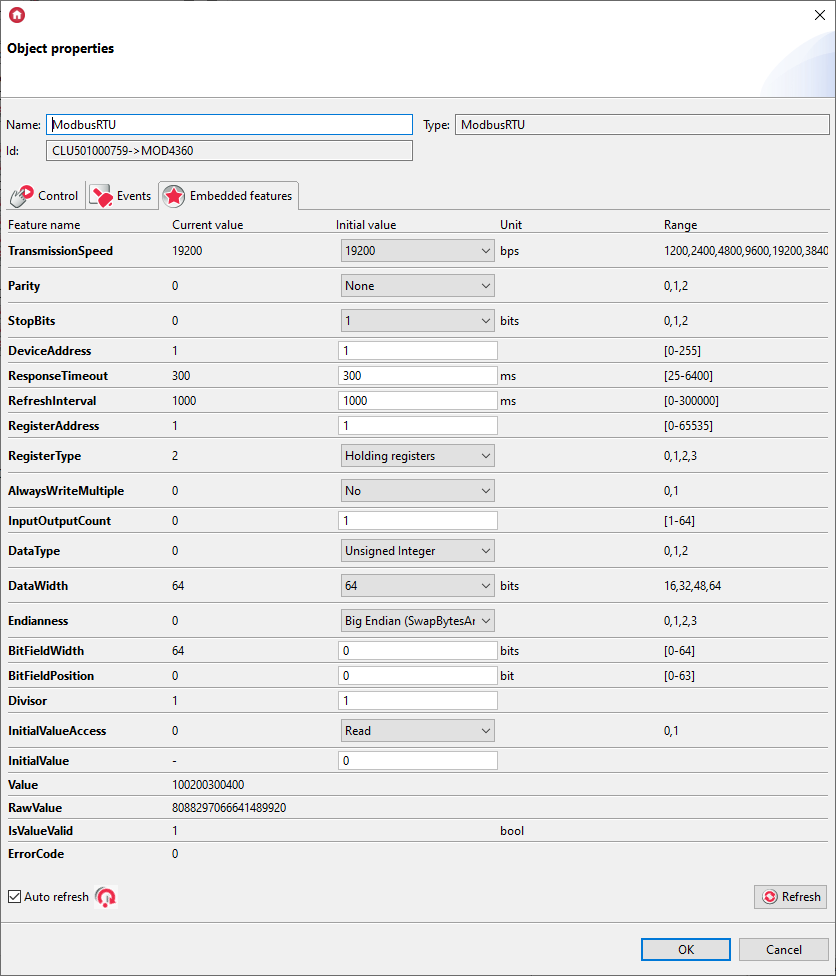 Object properties
Name: ModbusRTU Type: ModbusRTU
Id: CLU501000759->MOD4360
Control Events Embedded features
Feature name Current value Initial value Unit Range
TransmissionSpeed 19200 19200 bps 1200,2400,4800,9600,19200,3840
Parity 0 None 0,1,2
StopBits 0 1 bits 0,1,2
DeviceAddress 1 1 [0-255]
ResponseTimeout 300 300 ms [25-6400]
RefreshInterval 1000 1000 ms [0-300000]
RegisterAddress 1 1 [0-65535]
RegisterType 2 Holding registers 0,1,2,3
AlwaysWriteMultiple 0 No 0,1
InputOutputCount 0 1 [1-64]
DataType 0 Unsigned Integer 0,1,2
DataWidth 64 64 bits 16,32,48,64
Endianness 0 Big Endian (SwapBytesAr 0,1,2,3
BitFieldWidth 64 0 bits [0-64]
BitFieldPosition 0 0 bit [0-63]
Divisor 1 1
InitialValueAccess 0 Read 0,1
InitialValue - 0
Value 100200300400
RawValue 8088297066641489920
IsValueValid 1 bool
ErrorCode 0
Auto refresh Refresh
OK Cancel